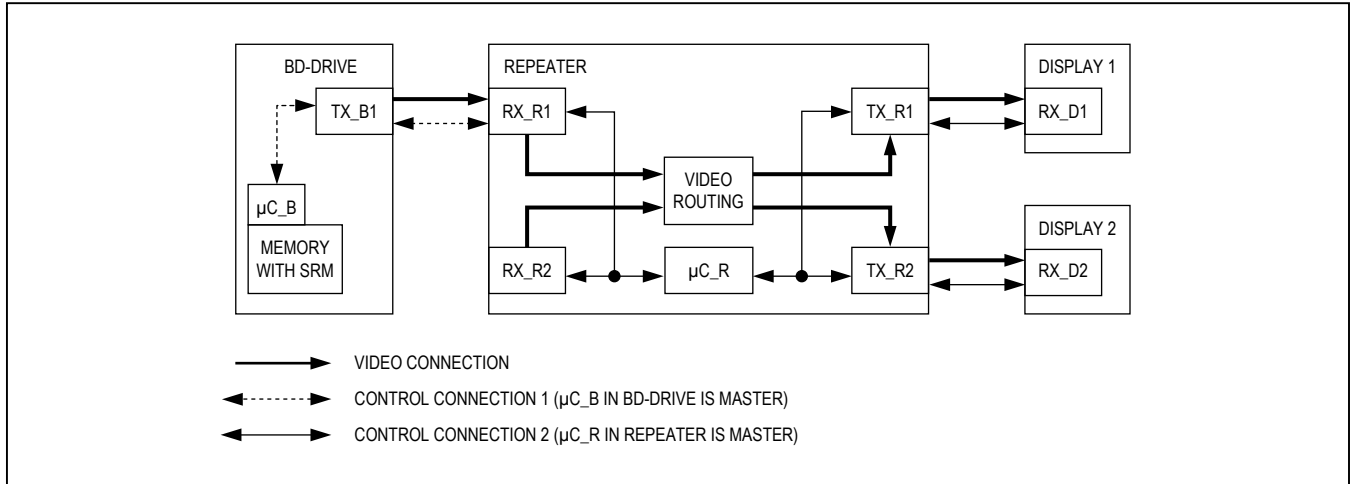 BD-DRIVE
REPEATER
DISPLAY 1
TX_B1
RX_R1
TX_R1
RX_D1
VIDEO
ROUTING
µC_B
MEMORY
WITH SRM
DISPLAY 2
RX_R2
µC_R
TX_R2
RX_D2
VIDEO CONNECTION
CONTROL CONNECTION 1 (µC_B IN BD-DRIVE IS MASTER)
CONTROL CONNECTION 2 (µC_R IN REPEATER IS MASTER)